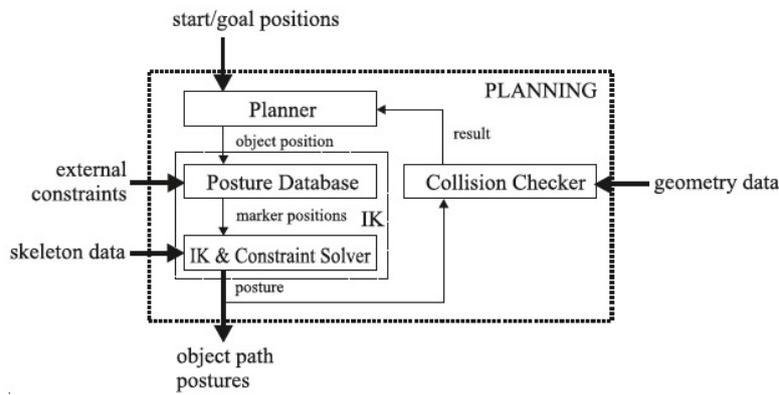 start/goal positions
PLANNING
Planner
object position
result
external
constraints
Posture Database
Collision Checker
geometry data
marker positions
IK
skeleton data
IK & Constraint Solver
posture
object path
postures